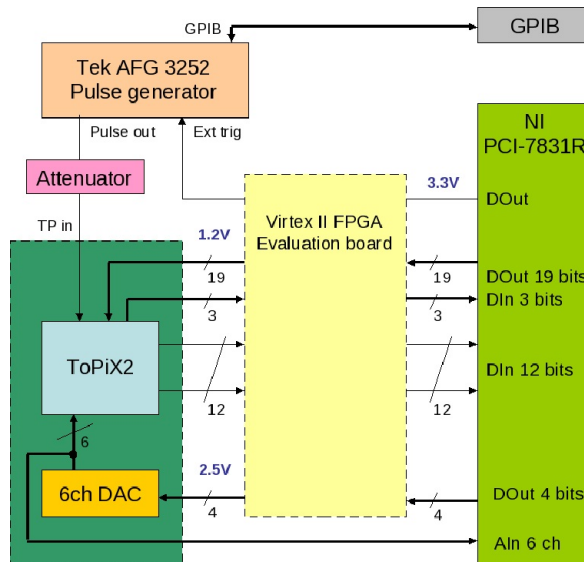 GPIB
GPIB
Tek AFG 3252
Pulse generator
Pulse out
Ext trig
NI
PCI-7831R
Attenuator
3.3V
DOut
TP in
1.2V
Virtex II FPGA
Evaluation board
19
19
DOut 19 bits
3
3
DIn 3 bits
ToPiX2
DIn 12 bits
12
12
6
2.5V
6ch DAC
4
4
DOut 4 bits
AIn 6 ch